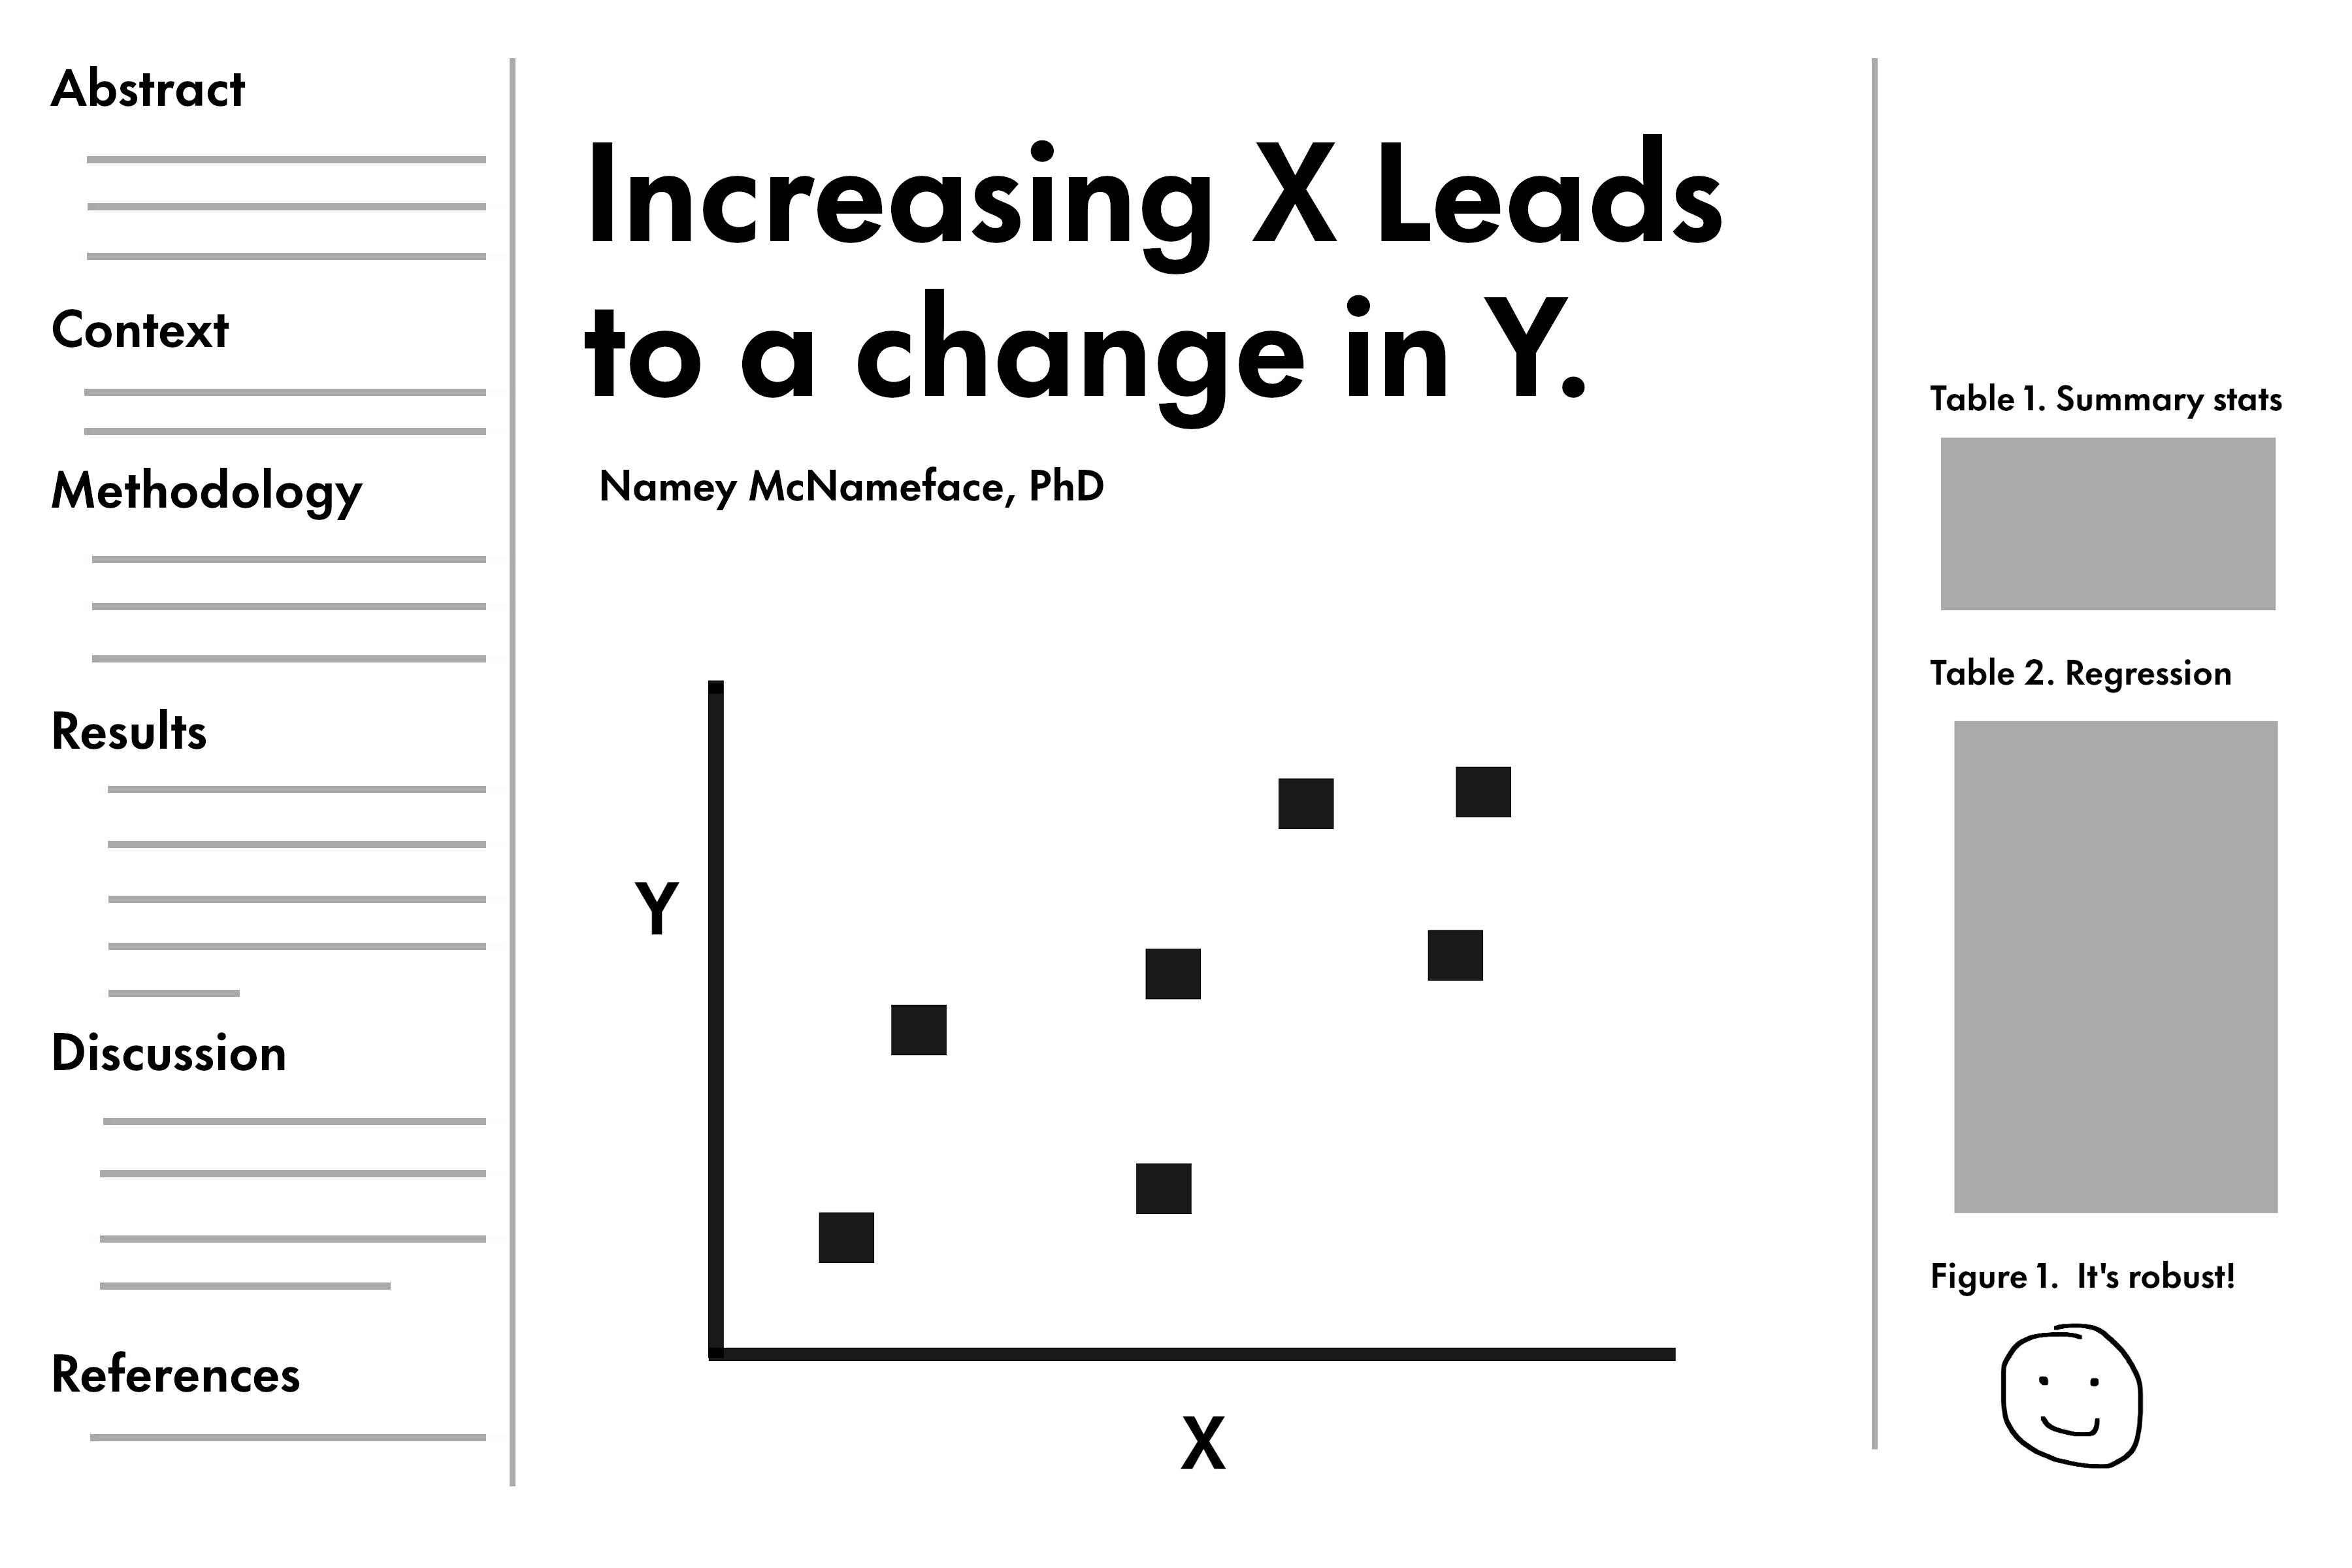 Abstract
Context
Methodology
Results
Discussion
References
Increasing X Leads
to a change in Y.
Namey McNameface, PhD
Y
X
Table 1. Summary stats
Table 2. Regression
Figure 1.  It's robust!